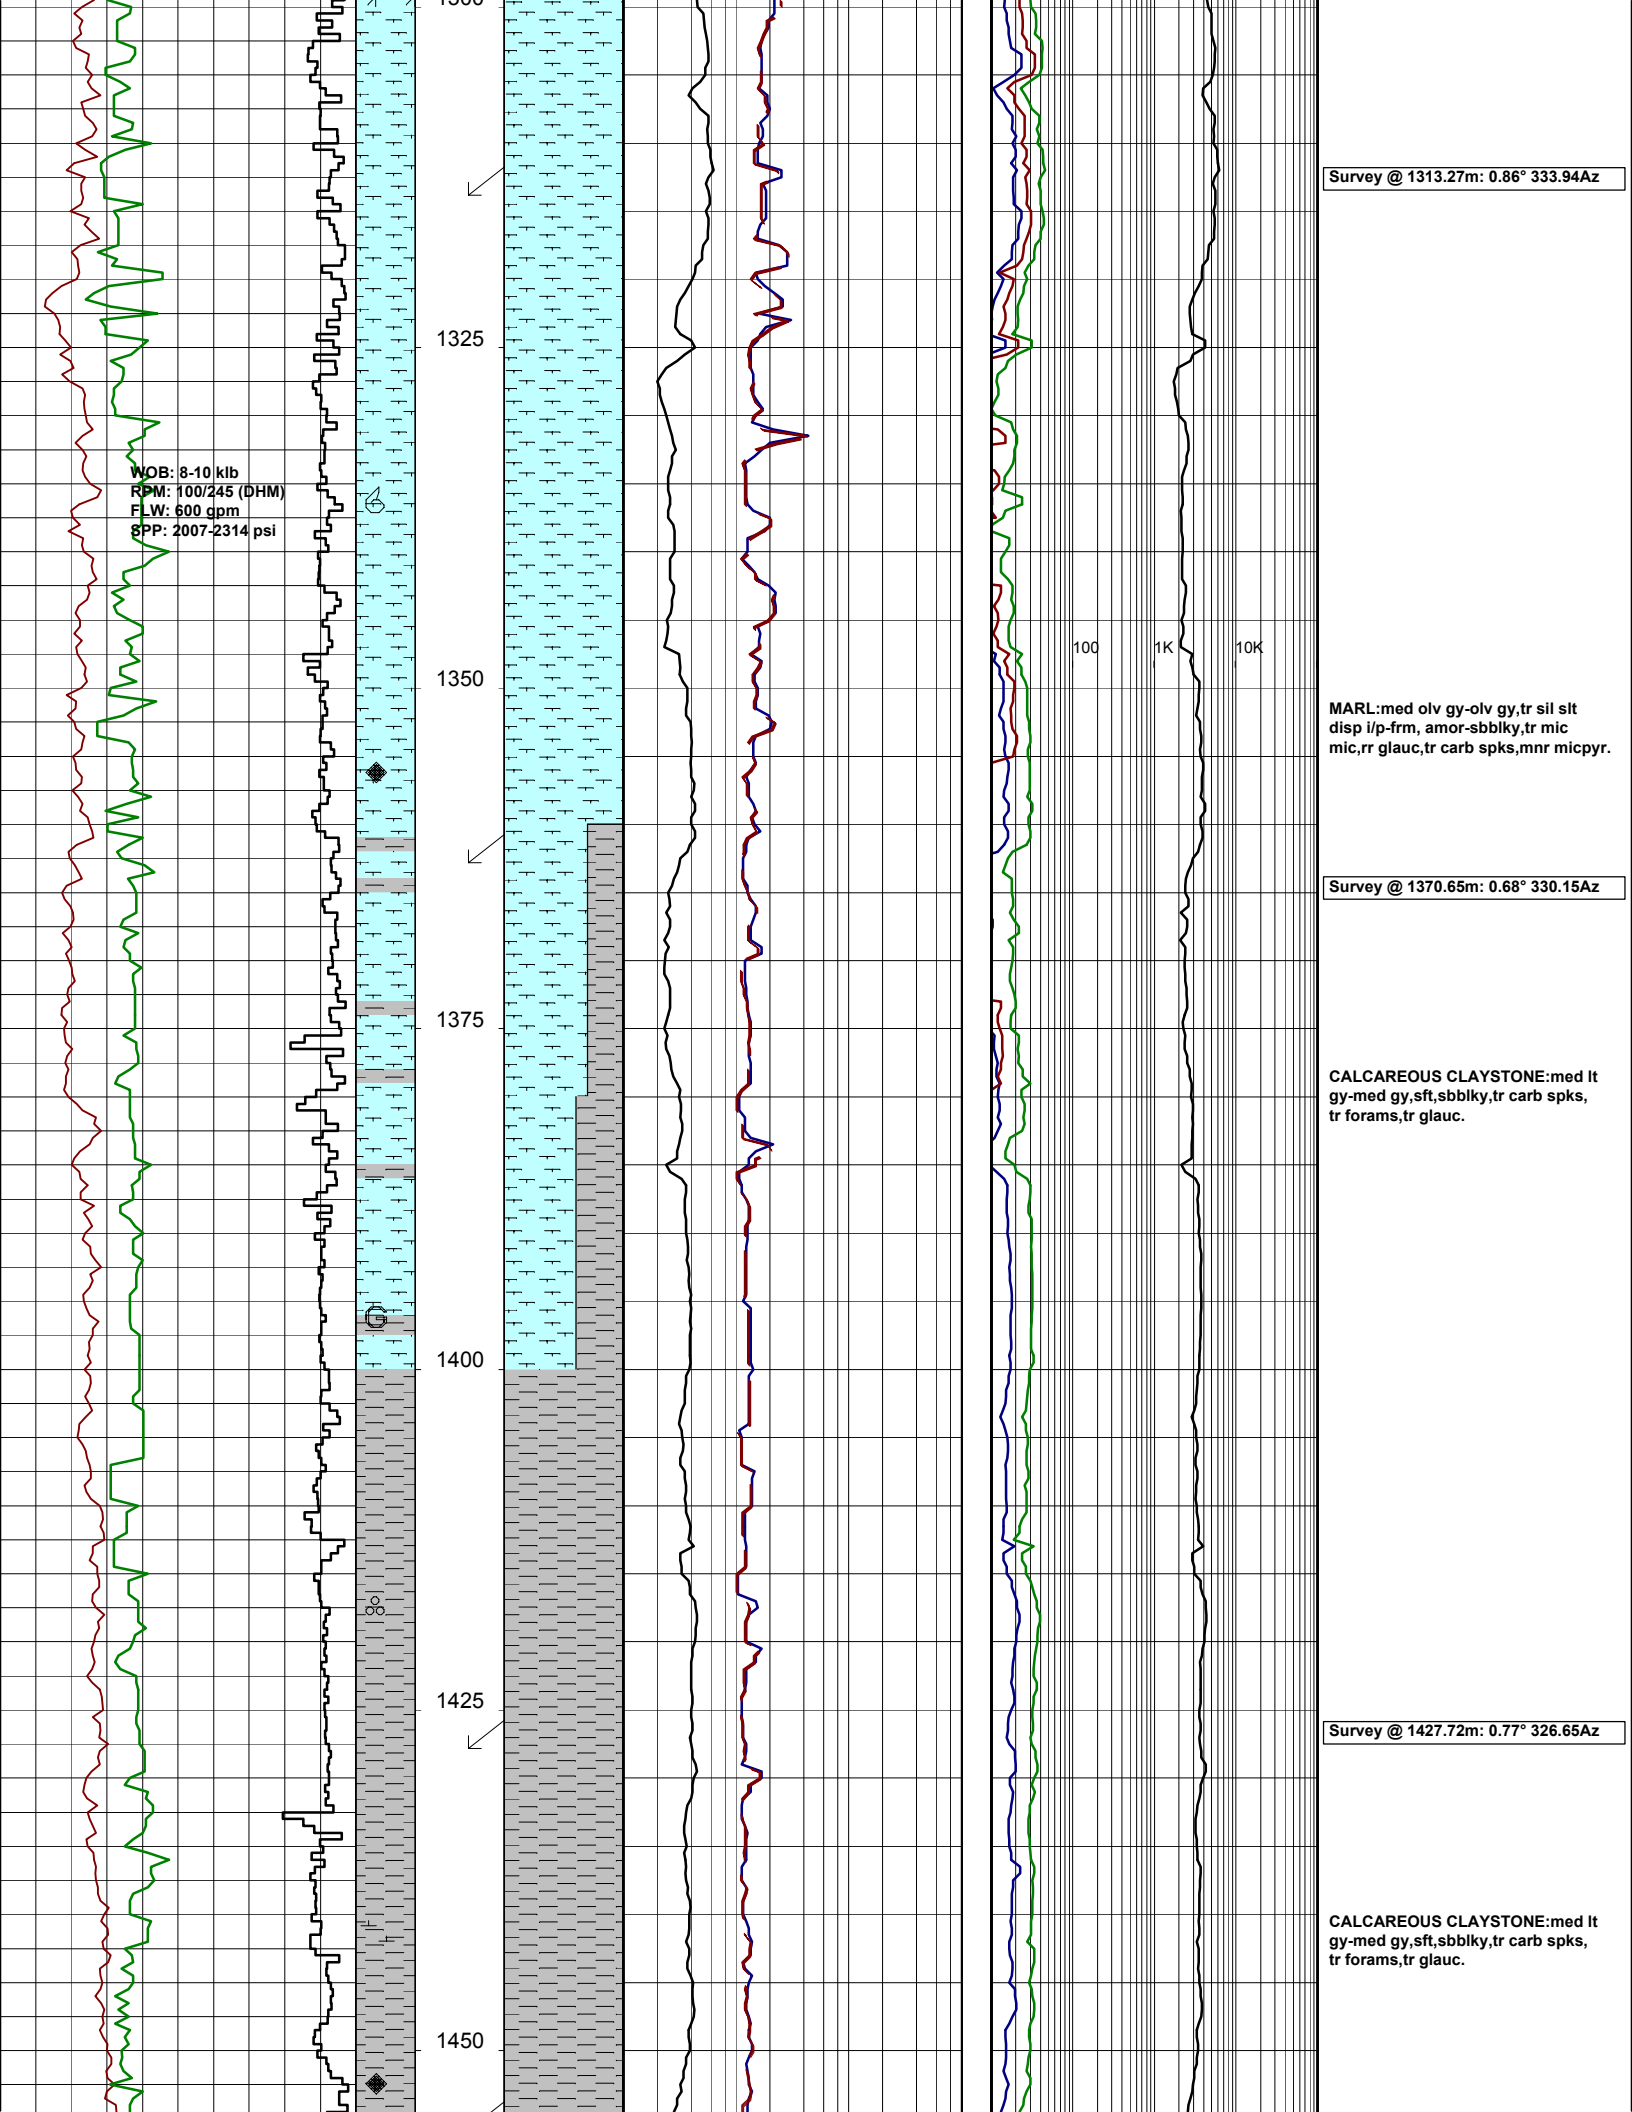 1300
Survey @ 1313.27m: 0.86° 333.94Az
1325
WOB: 8-10 klb
RPM: 100/245 (DHM)
FLW: 600 gpm
SPP: 2007-2314 psi
100 1K 10K
1350
MARL:med olv gy-olv gy,tr sil slt
disp i/p-frm, amor-sbblky,tr mic
mic,rr glauc,tr carb spks,mnr micpyr.
Survey @ 1370.65m: 0.68° 330.15Az
1375
CALCAREOUS CLAYSTONE:med lt
gy-med gy,sft,sbblky,tr carb spks,
tr forams,tr glauc.
G
1400
1425
Survey @ 1427.72m: 0.77° 326.65Az
CALCAREOUS CLAYSTONE:med lt
gy-med gy,sft,sbblky,tr carb spks,
tr forams,tr glauc.
1450